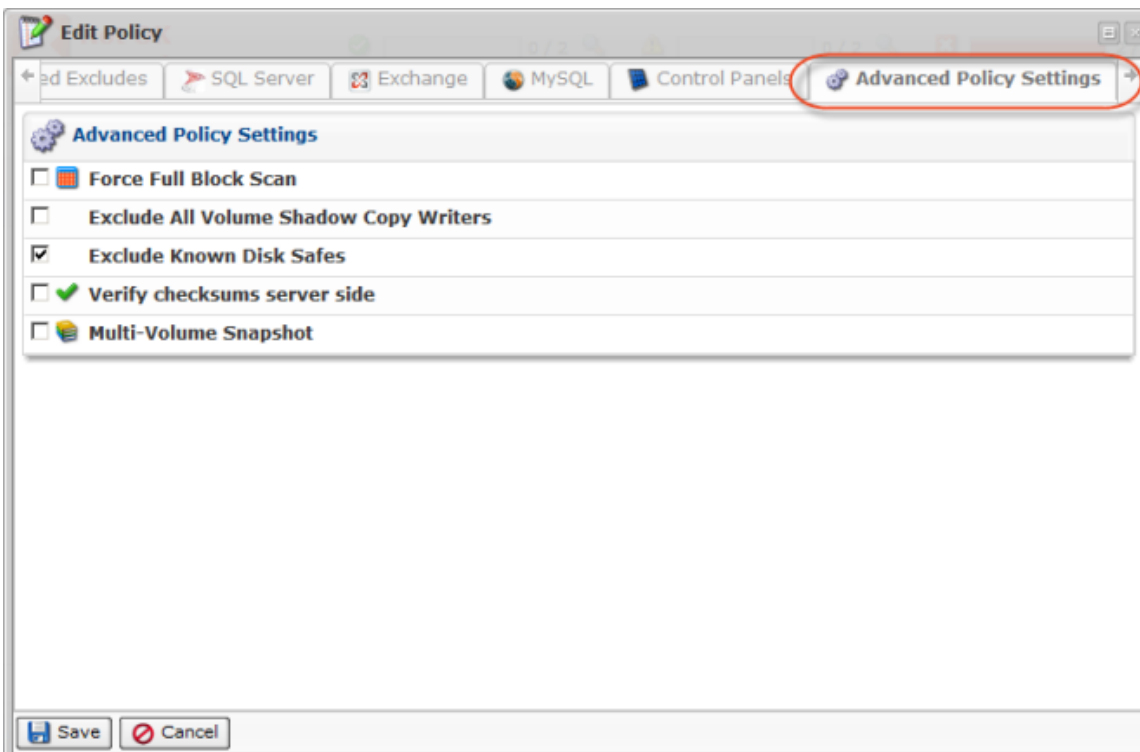 Edit Policy
ed Excludes SQL Server Exchange MySQL Control Panels Advanced Policy Settings
Advanced Policy Settings
Force Full Block Scan
Exclude All Volume Shadow Copy Writers
Exclude Known Disk Safes
Verify checksums server side
Multi-Volume Snapshot
Save Cancel